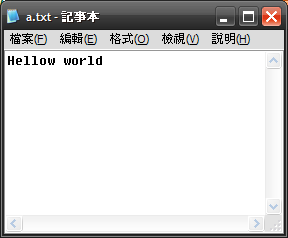 a.txt - 記事本
檔案(F) 編輯(E) 格式(O) 檢視(V) 說明(H)
Hellow world